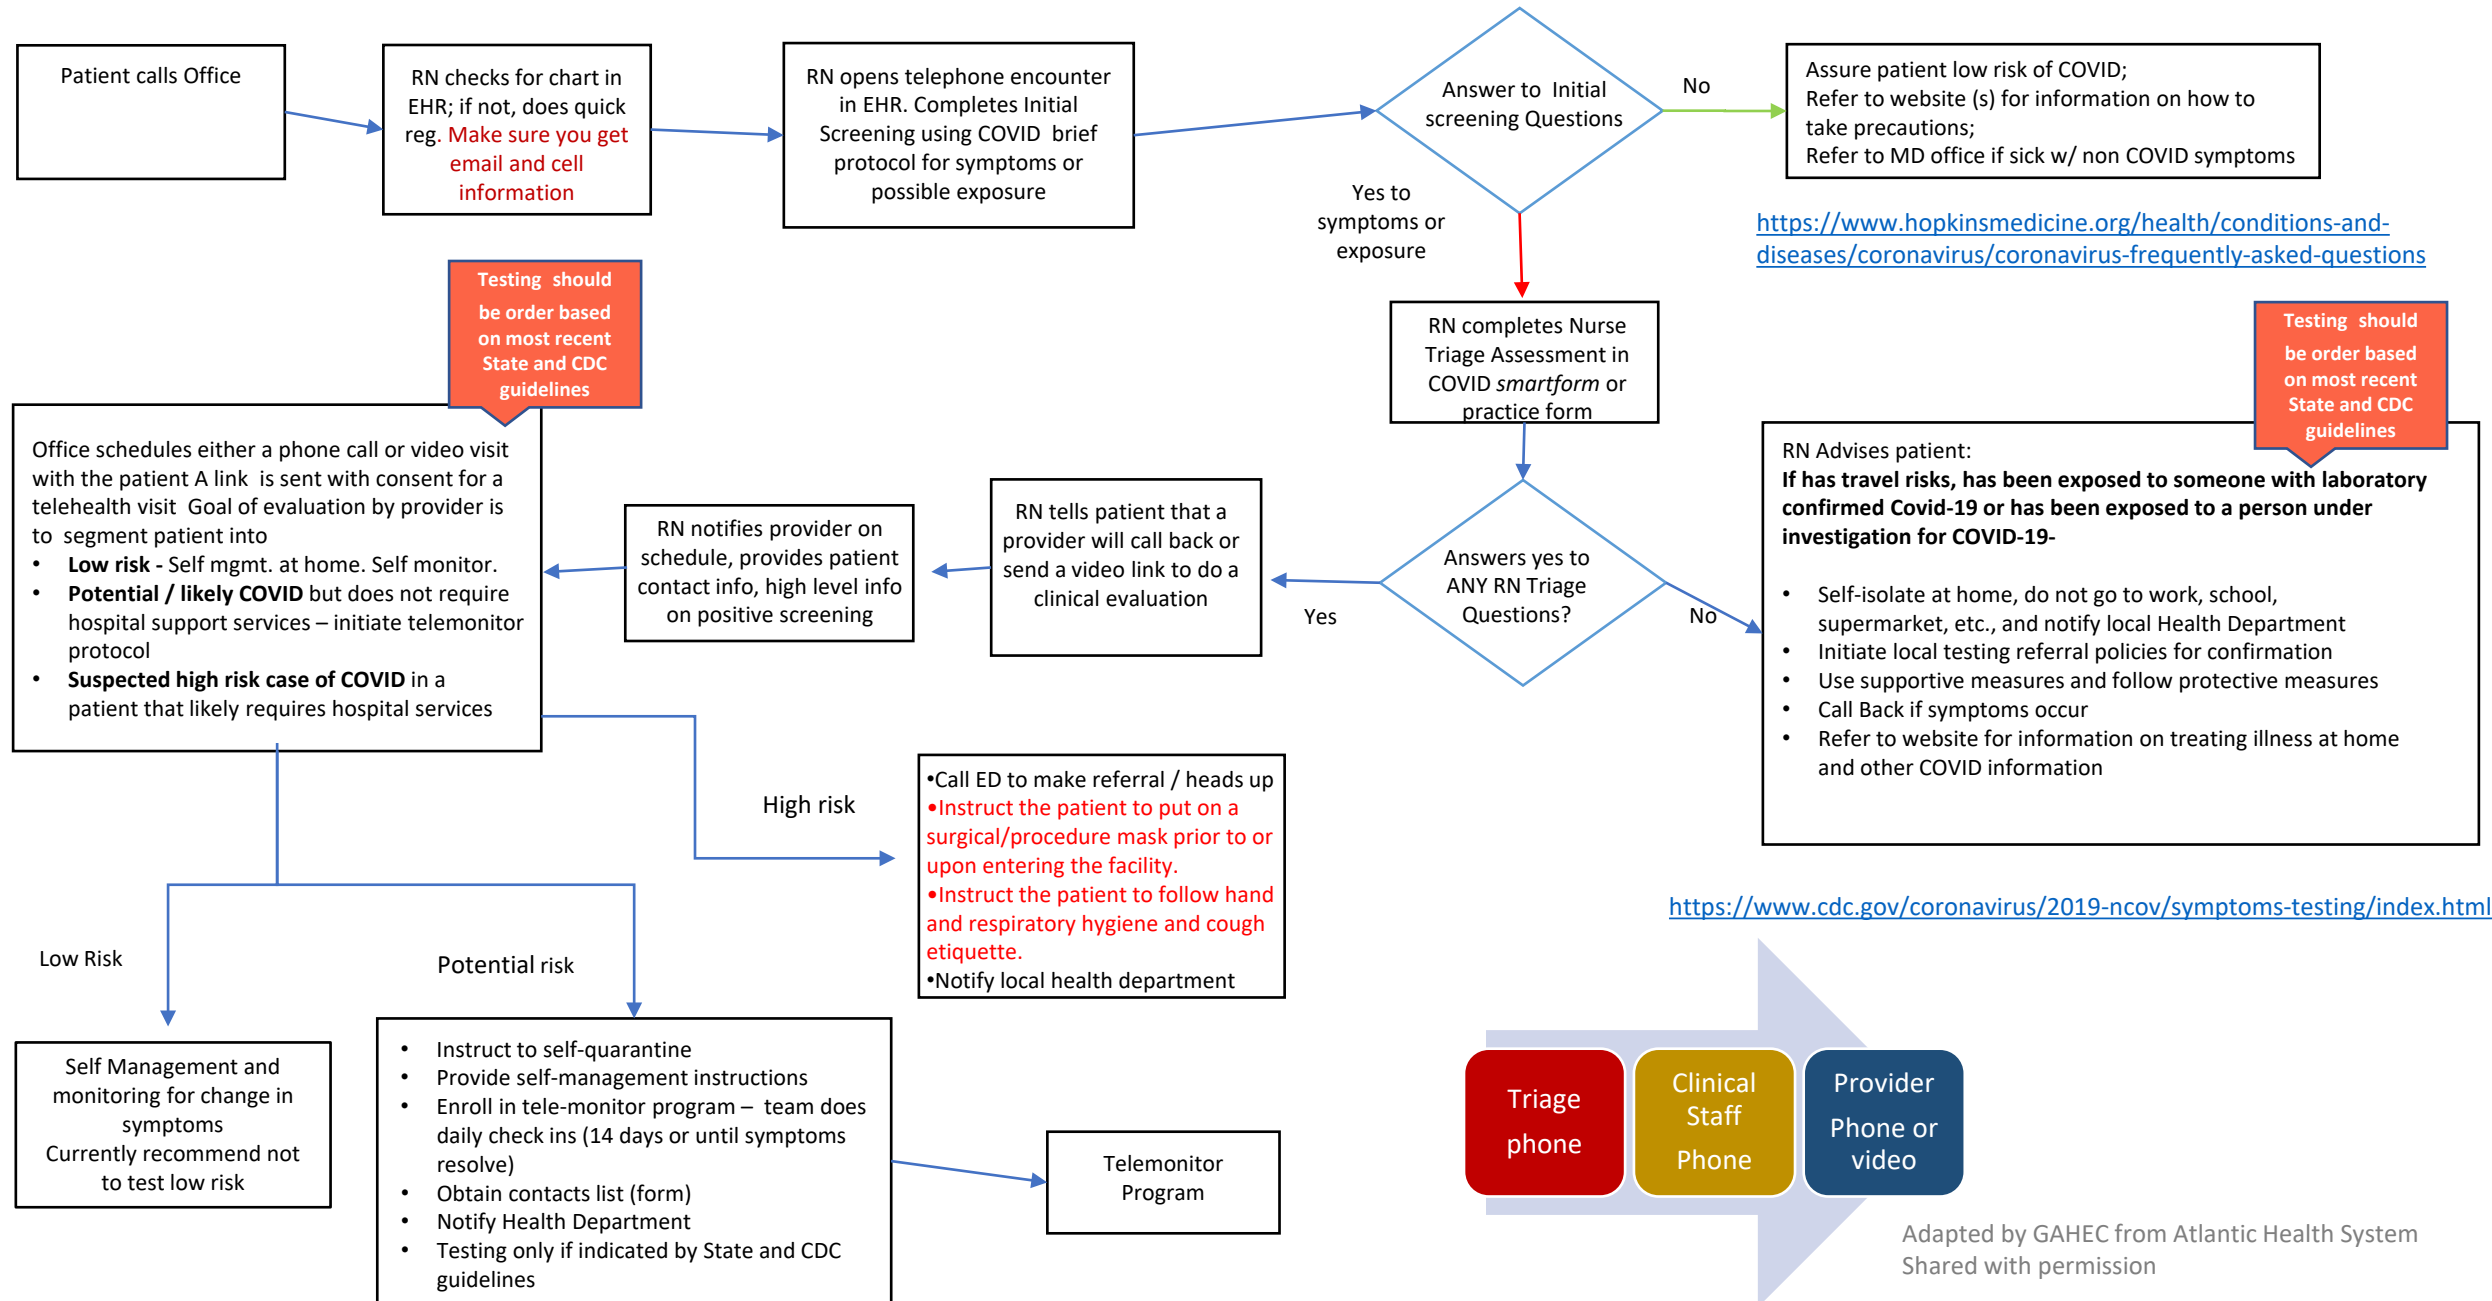 Patient calls Office
RN checks for chart in
EHR; if not, does quick
reg. Make sure you get
email and cell
information
RN opens telephone encounter
in EHR. Completes Initial
Screening using COVID brief
protocol for symptoms or
possible exposure
Answer to Initial
screening Questions
No
Assure patient low risk of COVID;
Refer to website (s) for information on how to
take precautions;
Refer to MD office if sick w/ non COVID symptoms
Yes to
symptoms or
exposure
https://www.hopkinsmedicine.org/health/conditions-and-
diseases/coronavirus/coronavirus-frequently-asked-questions
RN completes Nurse
Triage Assessment in
COVID smartform or
practice form
Answers yes to
ANY RN Triage
Questions?
No
Testing should
be order based
on most recent
State and CDC
guidelines
RN Advises patient:
If has travel risks, has been exposed to someone with laboratory
confirmed Covid-19 or has been exposed to a person under
investigation for COVID-19-
• Self-isolate at home, do not go to work, school,
supermarket, etc., and notify local Health Department
• Initiate local testing referral policies for confirmation
• Use supportive measures and follow protective measures
• Call Back if symptoms occur
• Refer to website for information on treating illness at home
and other COVID information
https://www.cdc.gov/coronavirus/2019-ncov/symptoms-testing/index.html
Yes
RN tells patient that a
provider will call back or
send a video link to do a
clinical evaluation
RN notifies provider on
schedule, provides patient
contact info, high level info
on positive screening
Testing should
be order based
on most recent
State and CDC
guidelines
Office schedules either a phone call or video visit
with the patient A link is sent with consent for a
telehealth visit Goal of evaluation by provider is
to segment patient into
• Low risk - Self mgmt. at home. Self monitor.
• Potential / likely COVID but does not require
hospital support services – initiate telemonitor
protocol
• Suspected high risk case of COVID in a
patient that likely requires hospital services
High risk
•Call ED to make referral / heads up
•Instruct the patient to put on a
surgical/procedure mask prior to or
upon entering the facility.
•Instruct the patient to follow hand
and respiratory hygiene and cough
etiquette.
•Notify local health department
Low Risk
Potential risk
Self Management and
monitoring for change in
symptoms
Currently recommend not
to test low risk
• Instruct to self-quarantine
• Provide self-management instructions
• Enroll in tele-monitor program – team does
daily check ins (14 days or until symptoms
resolve)
• Obtain contacts list (form)
• Notify Health Department
• Testing only if indicated by State and CDC
guidelines
Telemonitor
Program
Triage
phone
Clinical
Staff
Phone
Provider
Phone or
video
Adapted by GAHEC from Atlantic Health System
Shared with permission